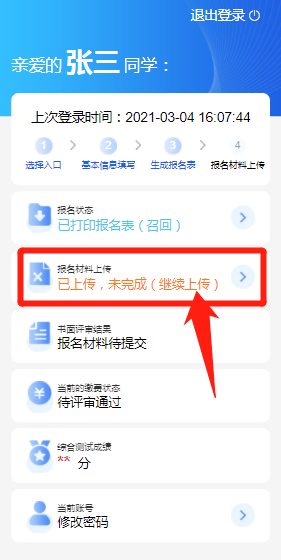 退出登录
亲爱的 张三 同学：
上次登录时间：2021-03-04 16:07:44
1 2 3 4
选择入口 基本信息填写 生成报名表 报名材料上传
报名状态
已打印报名表（召回）
报名材料上传
已上传，未完成（继续上传）
书面评审结果
报名材料待提交
当前的缴费状态
待评审通过
综合测试成绩
** 分
当前账号
修改密码